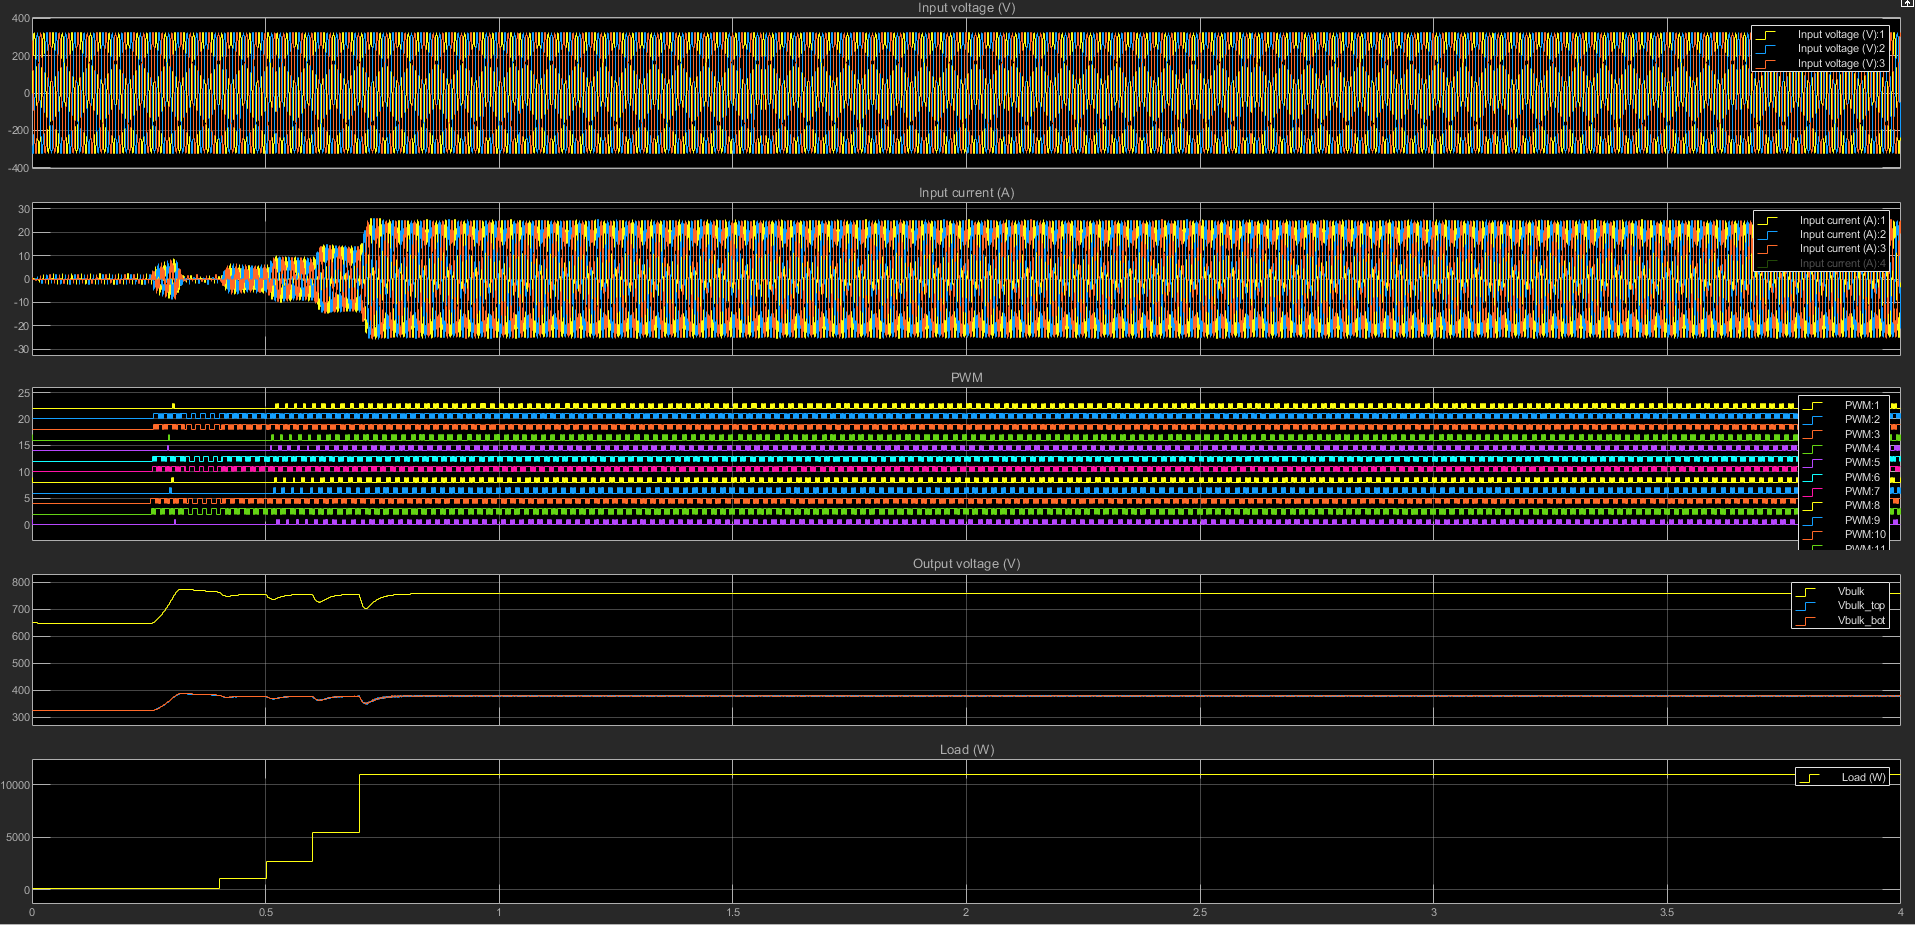 Input voltage (V)
400
200
0
-200
-400
Input voltage (V):1
Input voltage (V):2
Input voltage (V):3
Input current (A)
30
20
10
0
-10
-20
-30
Input current (A):1
Input current (A):2
Input current (A):3
Input current (A):4
PWM
25
20
15
10
5
0
PWM:1
PWM:2
PWM:3
PWM:4
PWM:5
PWM:6
PWM:7
PWM:8
PWM:9
PWM:10
PWM:11
Output voltage (V)
800
700
600
500
400
300
Vbulk
Vbulk_top
Vbulk_bot
Load (W)
10000
5000
0
Load (W)
0 0.5 1 1.5 2 2.5 3 3.5 4